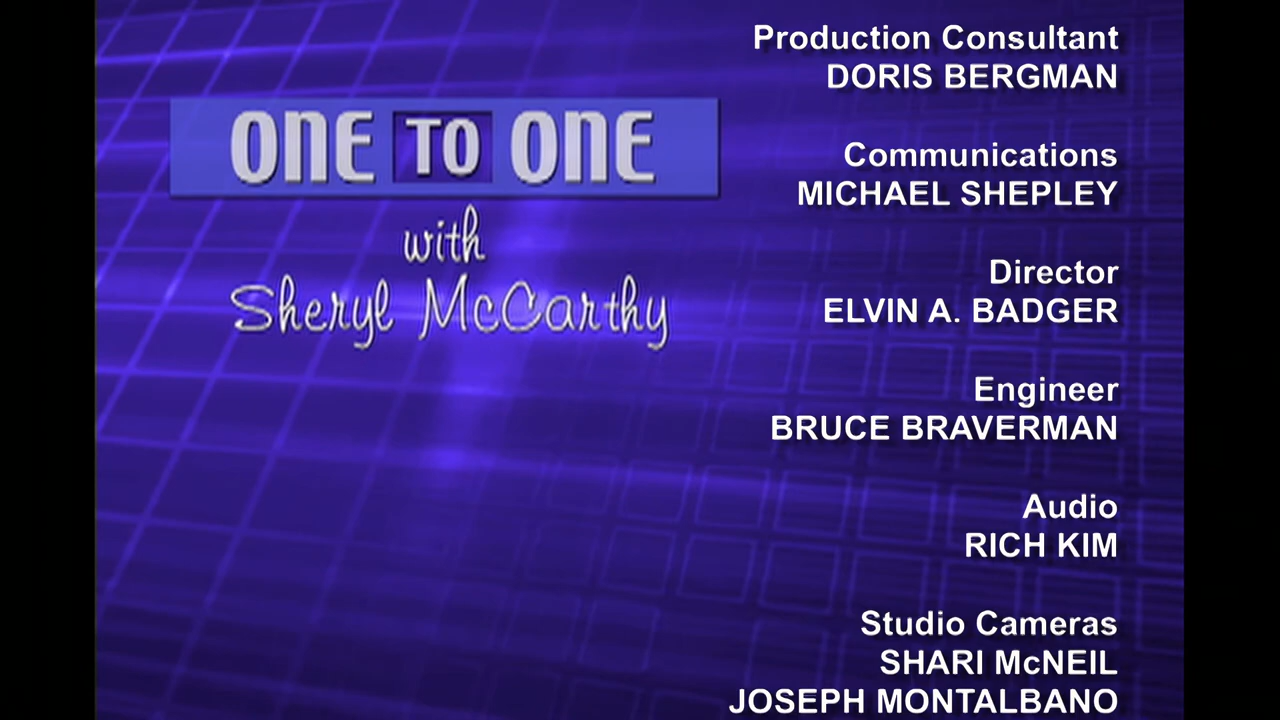 ONE TO ONE
with
Sheryl McCarthy
Production Consultant
DORIS BERGMAN
Communications
MICHAEL SHEPLEY
Director
ELVIN A. BADGER
Engineer
BRUCE BRAVERMAN
Audio
RICH KIM
Studio Cameras
SHARI McNEIL
JOSEPH MONTALBANO